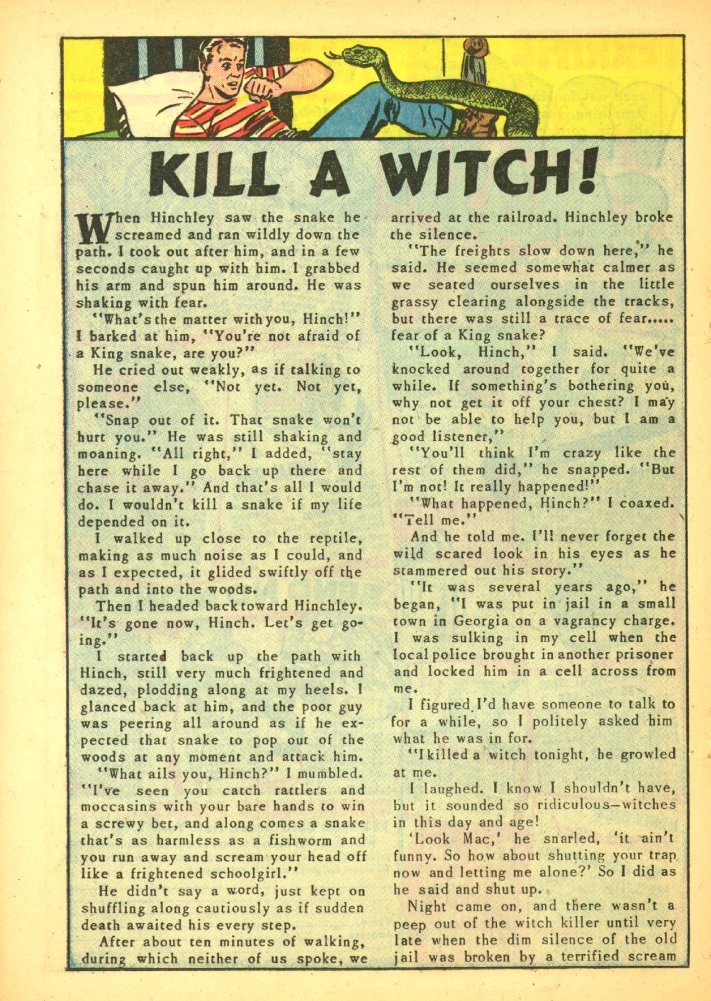 KILL A WITCH!
When Hinchley saw the snake he
screamed and ran wildly down the
path. I took out after him, and in a few
seconds caught up with him. I grabbed
his arm and spun him around. He was
shaking with fear.
"What's the matter with you, Hinch!"
I barked at him, "You're not afraid of
a King snake, are you?"
He cried out weakly, as if talking to
someone else, "Not yet. Not yet,
please."
"Snap out of it. That snake won't
hurt you." He was still shaking and
moaning. "All right," I added, "stay
here while I go back up there and
chase it away." And that's all I would
do. I wouldn't kill a snake if my life
depended on it.
I walked up close to the reptile,
making as much noise as I could, and
as I expected, it glided swiftly off the
path and into the woods.
Then I headed back toward Hinchley.
"It's gone now, Hinch. Let's get go-
ing."
I started back up the path with
Hinch, still very much frightened and
dazed, plodding along at my heels. I
glanced back at him, and the poor guy
was peering all around as if he ex-
pected that snake to pop out of the
woods at any moment and attack him.
"What ails you, Hinch?" I mumbled.
"I've seen you catch rattlers and
moccasins with your bare hands to win
a screwy bet, and along comes a snake
that's as harmless as a fishworm and
you run away and scream your head off
like a frightened schoolgirl."
He didn't say a word, just kept on
shuffling along cautiously as if sudden
death awaited his every step.
After about ten minutes of walking,
during which neither of us spoke, we
arrived at the railroad. Hinchley broke
the silence.
"The freights slow down here," he
said. He seemed somewhat calmer as
we seated ourselves in the little
grassy clearing alongside the tracks,
but there was still a trace of fear.....
fear of a King snake?
"Look, Hinch," I said. "We've
knocked around together for quite a
while. If something's bothering you,
why not get it off your chest? I may
not be able to help you, but I am a
good listener,"
"You'll think I'm crazy like the
rest of them did," he snapped. "But
I'm not! It really happened!"
"What happened, Hinch?" I coaxed.
"Tell me."
And he told me. I'll never forget the
wild scared look in his eyes as he
stammered out his story."
"It was several years ago," he
began, "I was put in jail in a small
town in Georgia on a vagrancy charge.
I was sulking in my cell when the
local police brought in another prisoner
and locked him in a cell across from
me.
I figured I'd have someone to talk to
for a while, so I politely asked him
what he was in for.
"I killed a witch tonight, he growled
at me.
I laughed. I know I shouldn't have,
but it sounded so ridiculous—witches
in this day and age!
'Look Mac,' he snarled, 'it ain't
funny. So how about shutting your trap
now and letting me alone?' So I did as
he said and shut up.
Night came on, and there wasn't a
peep out of the witch killer until very
late when the dim silence of the old
jail was broken by a terrified scream